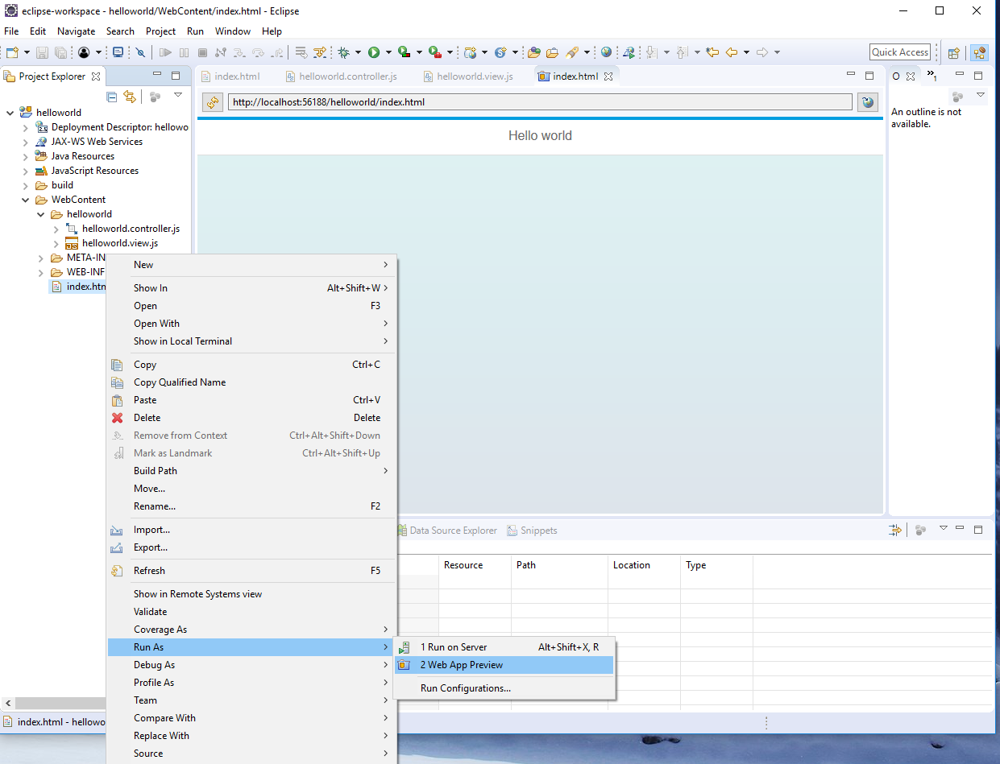 eclipse-workspace - helloworld/WebContent/index.html - Eclipse
File Edit Navigate Search Project Run Window Help
Quick Access
Project Explorer
index.html helloworld.controller.js helloworld.view.js index.html
O »1
http://localhost:56188/helloworld/index.html
Hello world
An outline is not
available.
helloworld
Deployment Descriptor: hellowo
JAX-WS Web Services
Java Resources
JavaScript Resources
build
WebContent
helloworld
helloworld.controller.js
helloworld.view.js
META-IN
WEB-INF
index.htm
New
Show In Alt+Shift+W
Open F3
Open With
Show in Local Terminal
Copy Ctrl+C
Copy Qualified Name
Paste Ctrl+V
Delete Delete
Remove from Context Ctrl+Alt+Shift+Down
Mark as Landmark Ctrl+Alt+Shift+Up
Build Path
Move...
Rename... F2
Import...
Export...
Refresh F5
Show in Remote Systems view
Validate
Coverage As
Run As
Debug As
Profile As
Team
Compare With
Replace With
Source
1 Run on Server Alt+Shift+X, R
2 Web App Preview
Run Configurations...
Data Source Explorer Snippets
Resource Path Location Type
index.html - hellowo